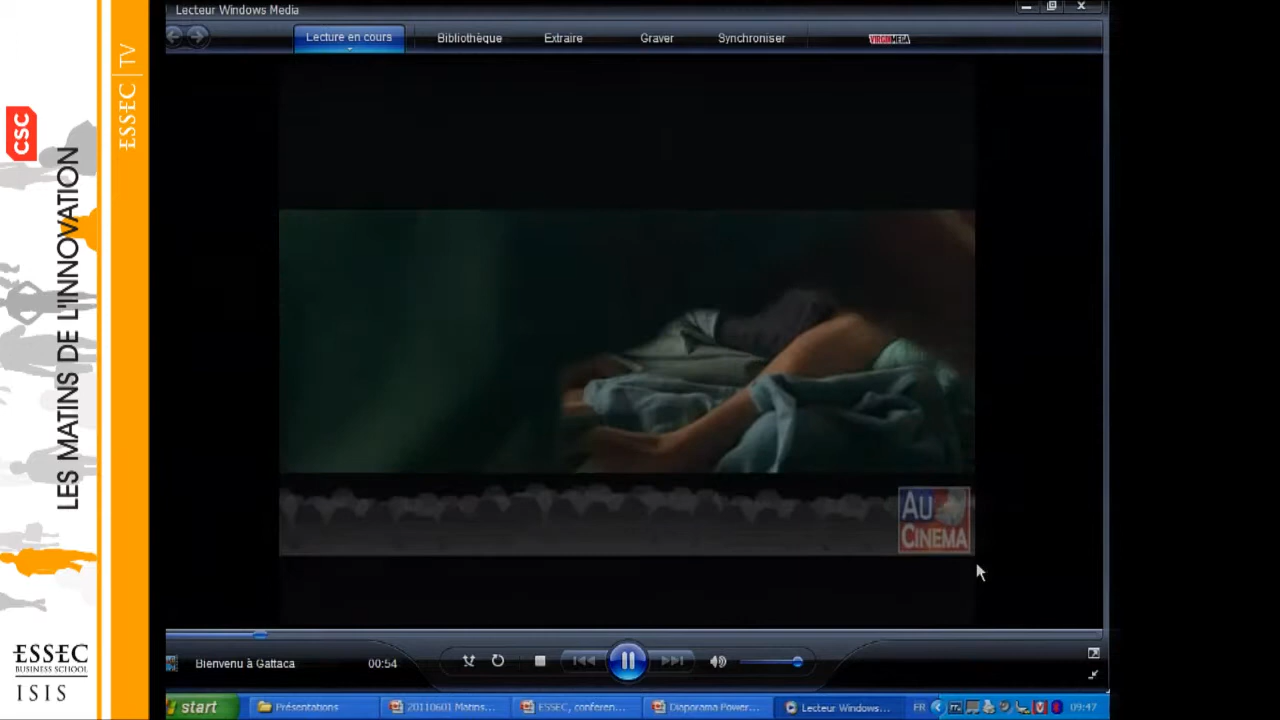 Lecteur Windows Media
Lecture en cours
Bibliothèque
Extraire
Graver
Synchroniser
VIRGINMEGA
ESSEC | TV
CSC
LES MATINS DE L'INNOVATION
AU
CINEMA
ESSEC
BUSINESS SCHOOL
ISIS
Bienvenu à Gattaca
00:54
start
Présentations
20110601 Matins...
ESSEC, conferen...
Diaporama Power...
Lecteur Windows...
FR
09:47